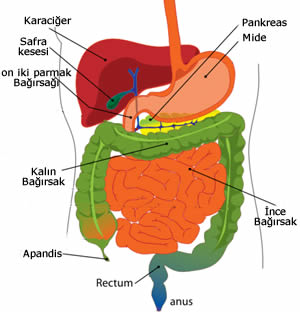 Karaciğer
Safra
kesesi
on iki parmak
Bağırsağı
Pankreas
Mide
Kalın
Bağırsak
İnce
Bağırsak
Apandis
Rectum
anus